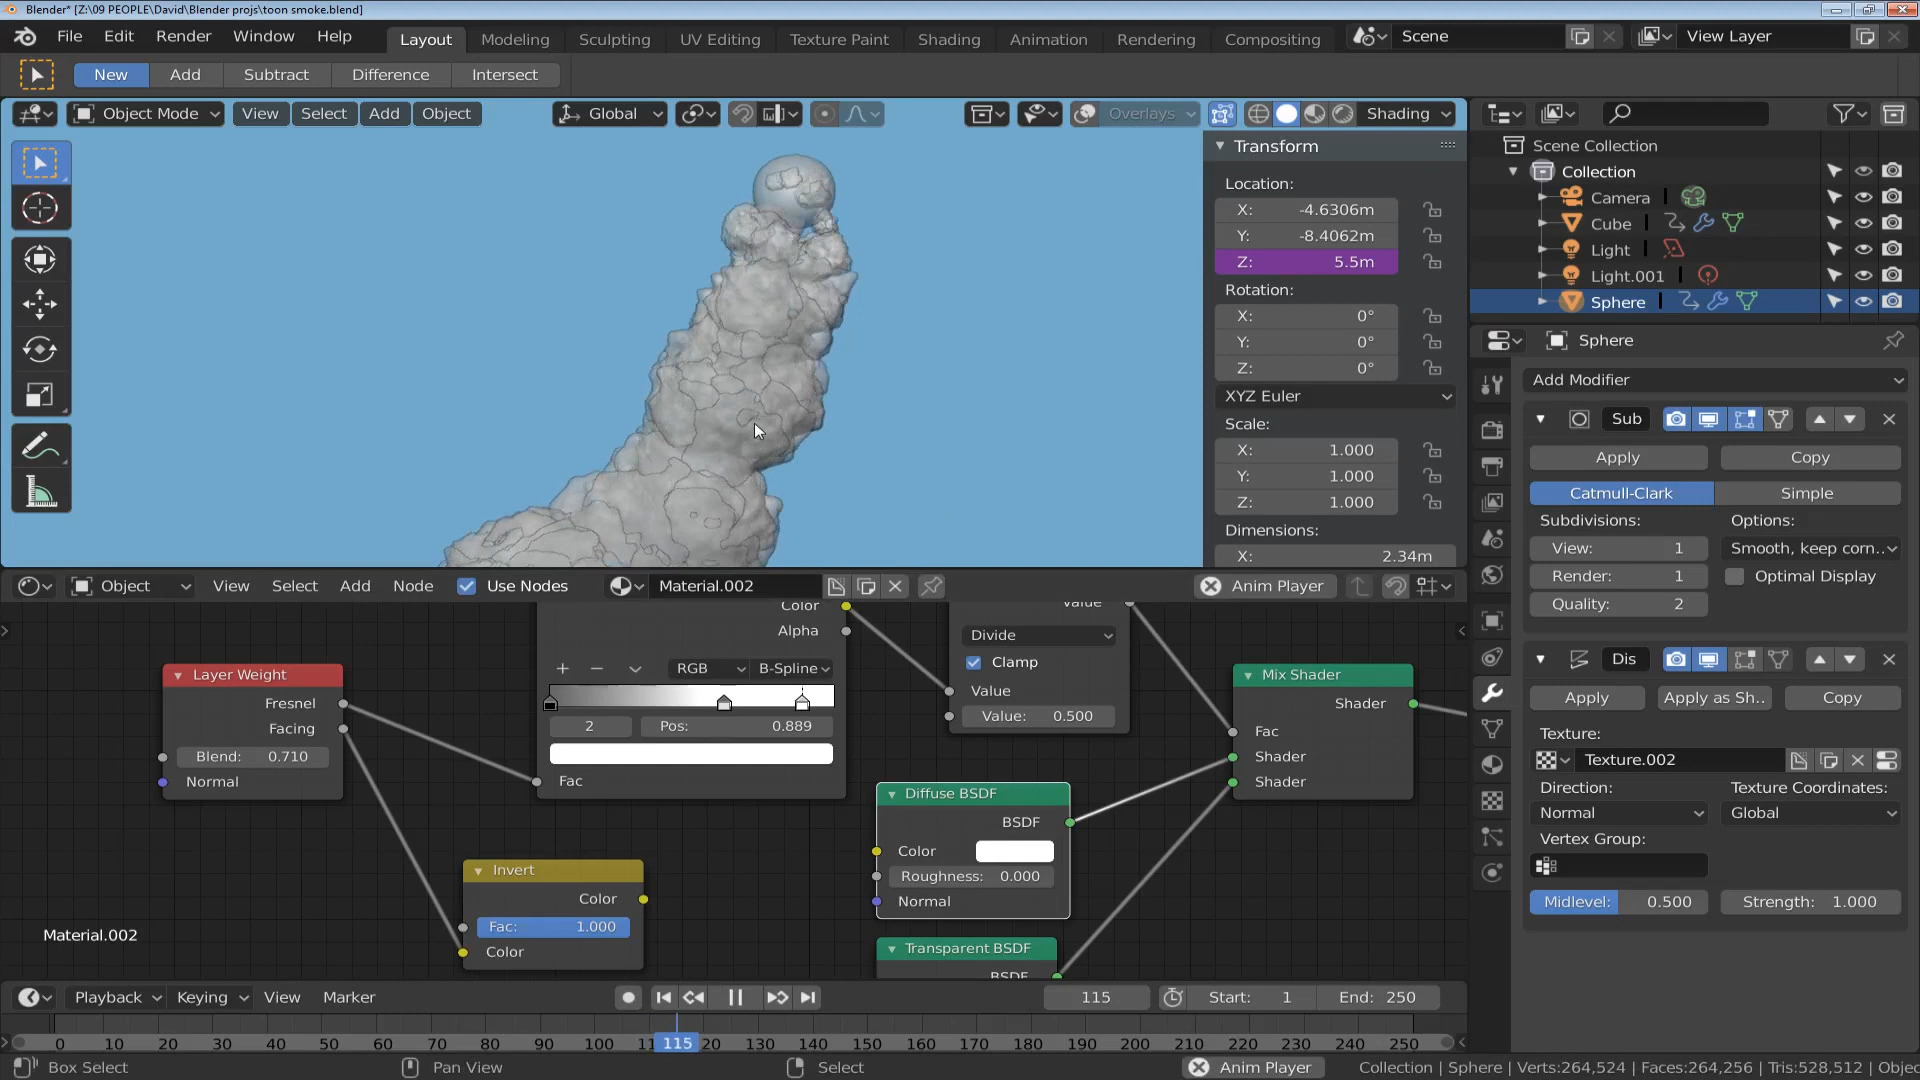 Blender* [Z:\09 PEOPLE\David\Blender projs\toon smoke.blend]
File Edit Render Window Help Layout Modeling Sculpting UV Editing Texture Paint Shading Animation Rendering Compositing Scene View Layer
New Add Subtract Difference Intersect
Object Mode View Select Add Object Global Overlays Shading
Transform
Location:
X: -4.6306m
Y: -8.4062m
Z: 5.5m
Rotation:
X: 0°
Y: 0°
Z: 0°
XYZ Euler
Scale:
X: 1.000
Y: 1.000
Z: 1.000
Dimensions:
X: 2.34m
Scene Collection
Collection
Camera
Cube
Light
Light.001
Sphere
Sphere
Add Modifier
Sub
Apply Copy
Catmull-Clark Simple
Subdivisions: Options:
View: 1 Smooth, keep corn..
Render: 1 Optimal Display
Quality: 2
Dis
Apply Apply as Sh.. Copy
Texture:
Texture.002
Direction: Texture Coordinates:
Normal Global
Vertex Group:
Midlevel: 0.500 Strength: 1.000
Object View Select Add Node Use Nodes Material.002 Anim Player
Layer Weight
Fresnel
Facing
Blend: 0.710
Normal
Color
Alpha
RGB B-Spline
2 Pos: 0.889
Fac
Invert
Color
Fac: 1.000
Color
Value
Divide
Clamp
Value
Value: 0.500
Diffuse BSDF
BSDF
Color
Roughness: 0.000
Normal
Transparent BSDF
BSDF
Mix Shader
Shader
Fac
Shader
Shader
Material.002
Playback Keying View Marker 115 Start: 1 End: 250
0 10 20 30 40 50 60 70 80 90 100 11 115 20 130 140 150 160 170 180 190 200 210 220 230 240 250
Box Select Pan View Select Anim Player Collection | Sphere | Verts:264,524 | Faces:264,256 | Tris:528,512 | Objec